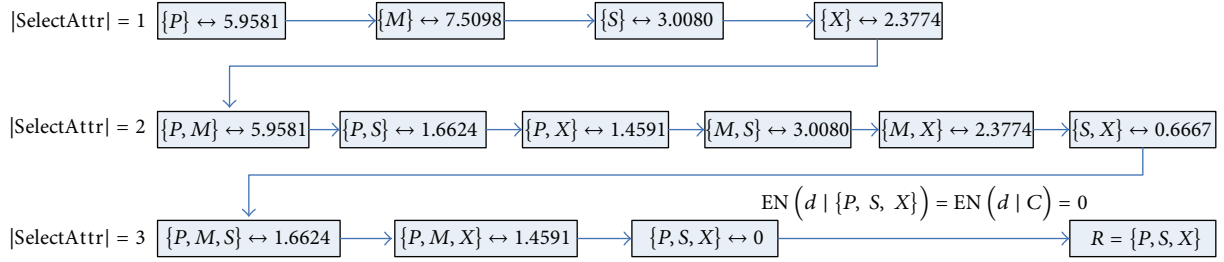 |SelectAttr| = 1 {P} ↔ 5.9581 {M} ↔ 7.5098 {S} ↔ 3.0080 {X} ↔ 2.3774
|SelectAttr| = 2 {P, M} ↔ 5.9581 {P, S} ↔ 1.6624 {P, X} ↔ 1.4591 {M, S} ↔ 3.0080 {M, X} ↔ 2.3774 {S, X} ↔ 0.6667
EN (d | {P, S, X}) = EN (d | C) = 0
|SelectAttr| = 3 {P, M, S} ↔ 1.6624 {P, M, X} ↔ 1.4591 {P, S, X} ↔ 0 R = {P, S, X}